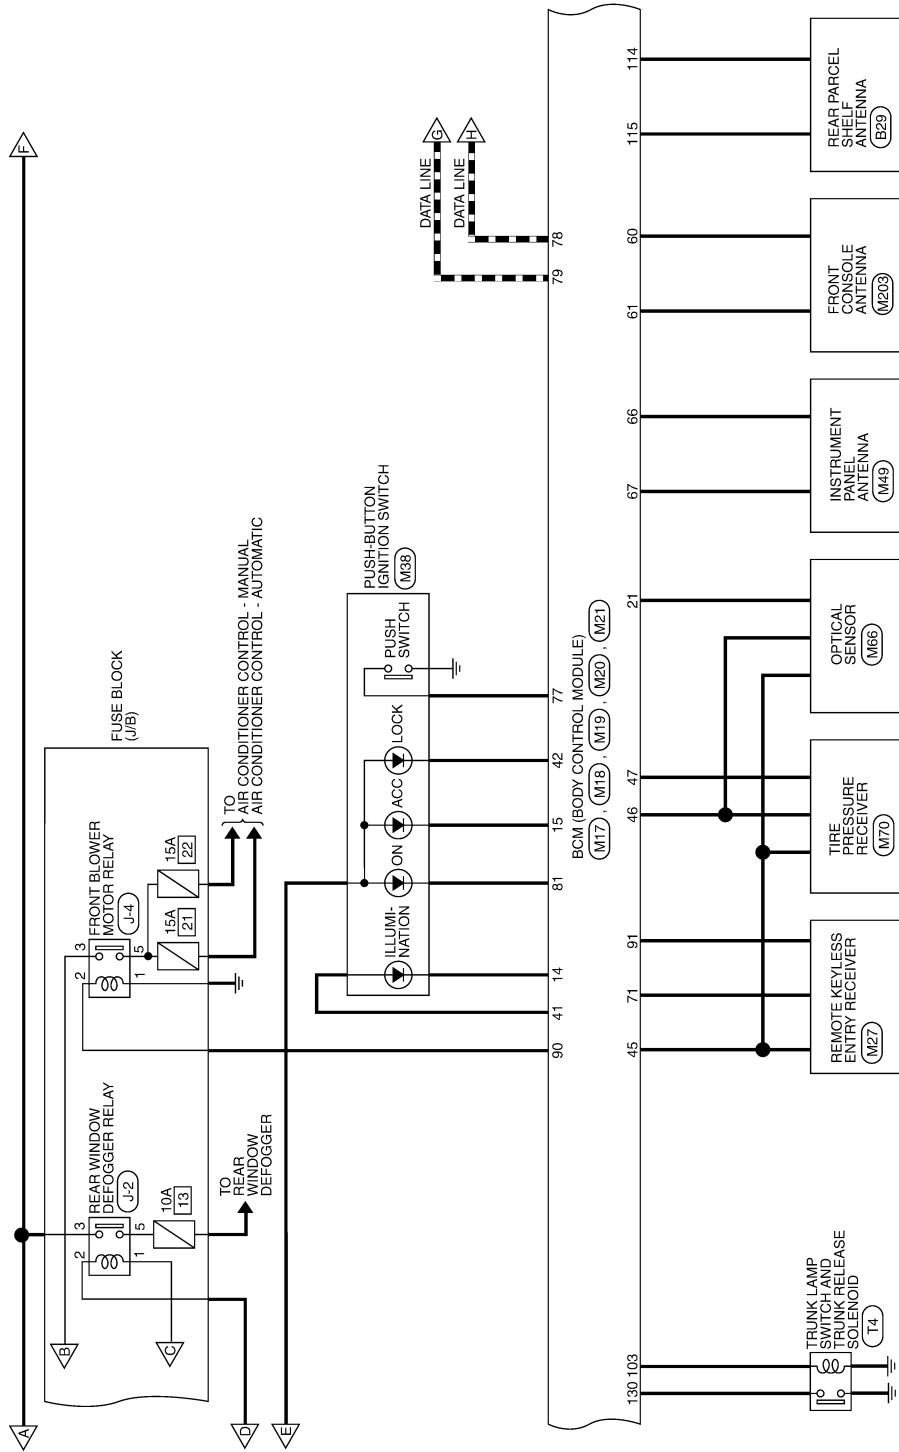 A
F
FUSE BLOCK
(J/B)
B
C
REAR WINDOW
DEFOGGER RELAY
J-2
2
3
1
5
10A
13
TO
REAR
WINDOW
DEFOGGER
FRONT BLOWER
MOTOR RELAY
J-4
2
3
1
5
15A
21
15A
22
TO
AIR CONDITIONER CONTROL - MANUAL
AIR CONDITIONER CONTROL - AUTOMATIC
D
E
PUSH-BUTTON
IGNITION SWITCH
M38
ILLUMI-
NATION
ON
ACC
LOCK
PUSH
SWITCH
DATA LINE
G
DATA LINE
H
90
41
14
81
15
42
77
79
78
BCM (BODY CONTROL MODULE)
M17 , M18 , M19 , M20 , M21
130
103
45
71
91
46
47
21
67
66
61
60
115
114
TRUNK LAMP
SWITCH AND
TRUNK RELEASE
SOLENOID
T4
REMOTE KEYLESS
ENTRY RECEIVER
M27
TIRE
PRESSURE
RECEIVER
M70
OPTICAL
SENSOR
M66
INSTRUMENT
PANEL
ANTENNA
M49
FRONT
CONSOLE
ANTENNA
M203
REAR PARCEL
SHELF
ANTENNA
B29